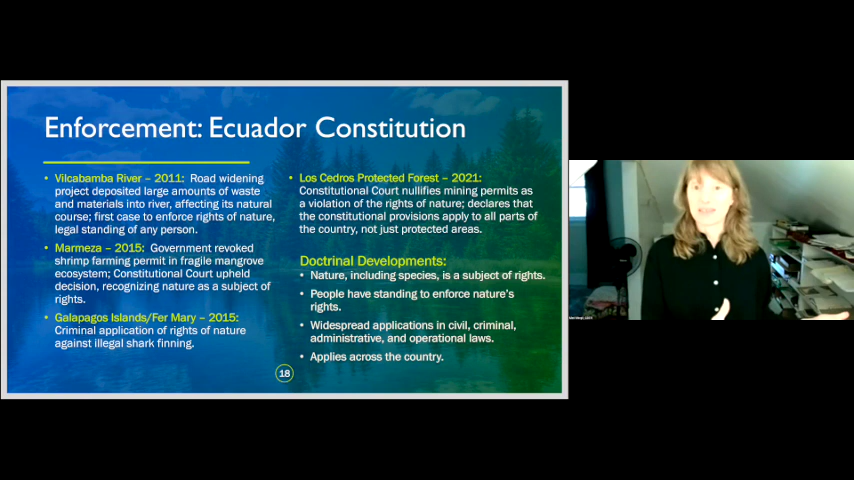 Enforcement: Ecuador Constitution
• Vilcabamba River – 2011: Road widening
project deposited large amounts of waste
and materials into river, affecting its natural
course; first case to enforce rights of nature,
legal standing of any person.
• Marmeza – 2015: Government revoked
shrimp farming permit in fragile mangrove
ecosystem; Constitutional Court upheld
decision, recognizing nature as a subject of
rights.
• Galapagos Islands/Fer Mary – 2015:
Criminal application of rights of nature
against illegal shark finning.
• Los Cedros Protected Forest – 2021:
Constitutional Court nullifies mining permits as
a violation of the rights of nature; declares that
the constitutional provisions apply to all parts of
the country, not just protected areas.
Doctrinal Developments:
• Nature, including species, is a subject of rights.
• People have standing to enforce nature's
rights.
• Widespread applications in civil, criminal,
administrative, and operational laws.
• Applies across the country.
18